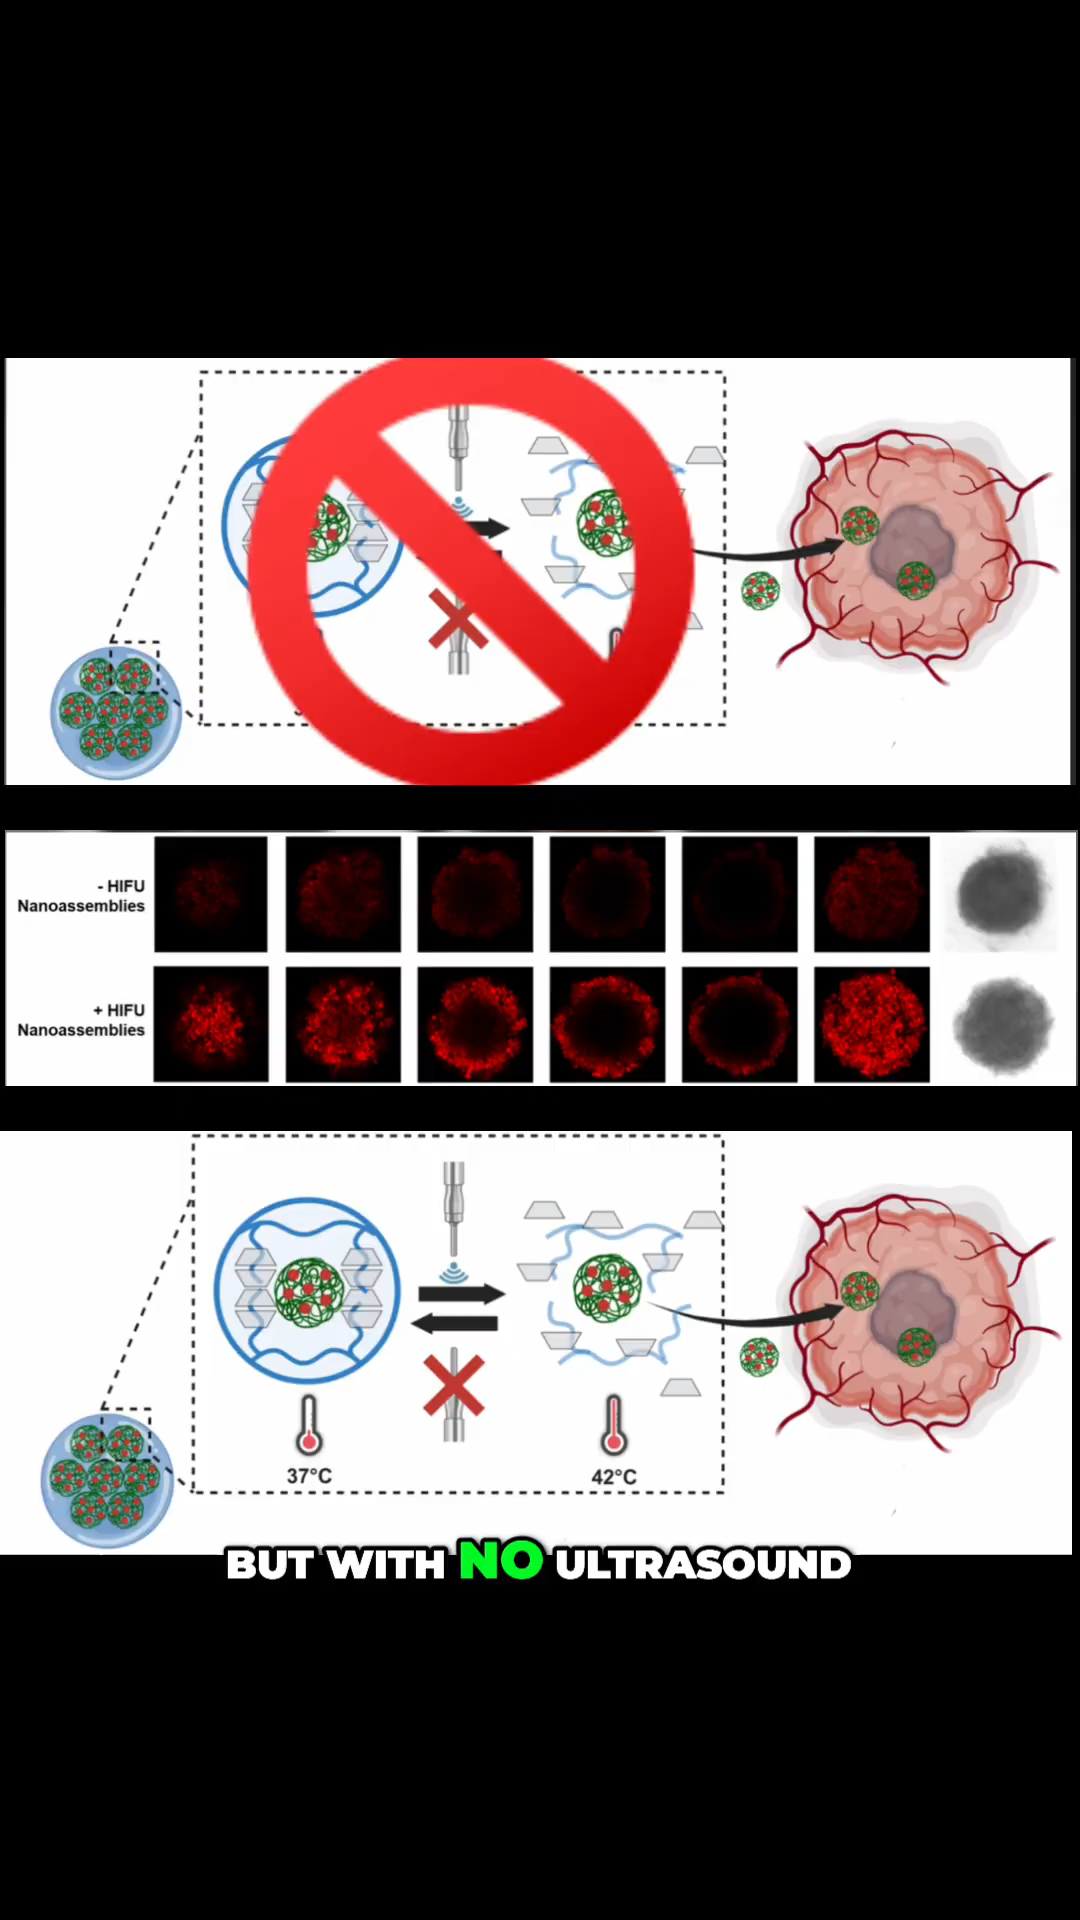 - HIFU
Nanoassemblies
+ HIFU
Nanoassemblies
37°C
42°C
BUT WITH NO ULTRASOUND